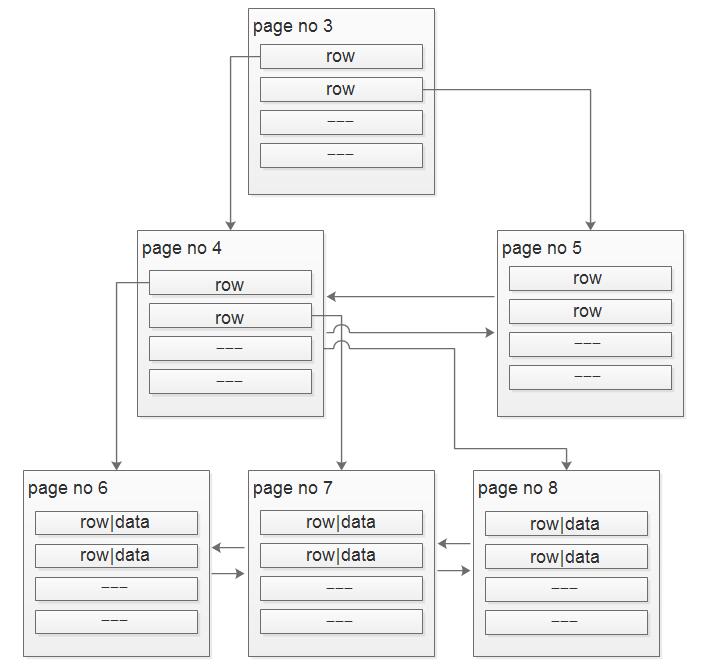 page no 3
row
row
---
---
page no 4
row
row
---
---
page no 5
row
row
---
---
page no 6
row|data
row|data
---
---
page no 7
row|data
row|data
---
---
page no 8
row|data
row|data
---
---